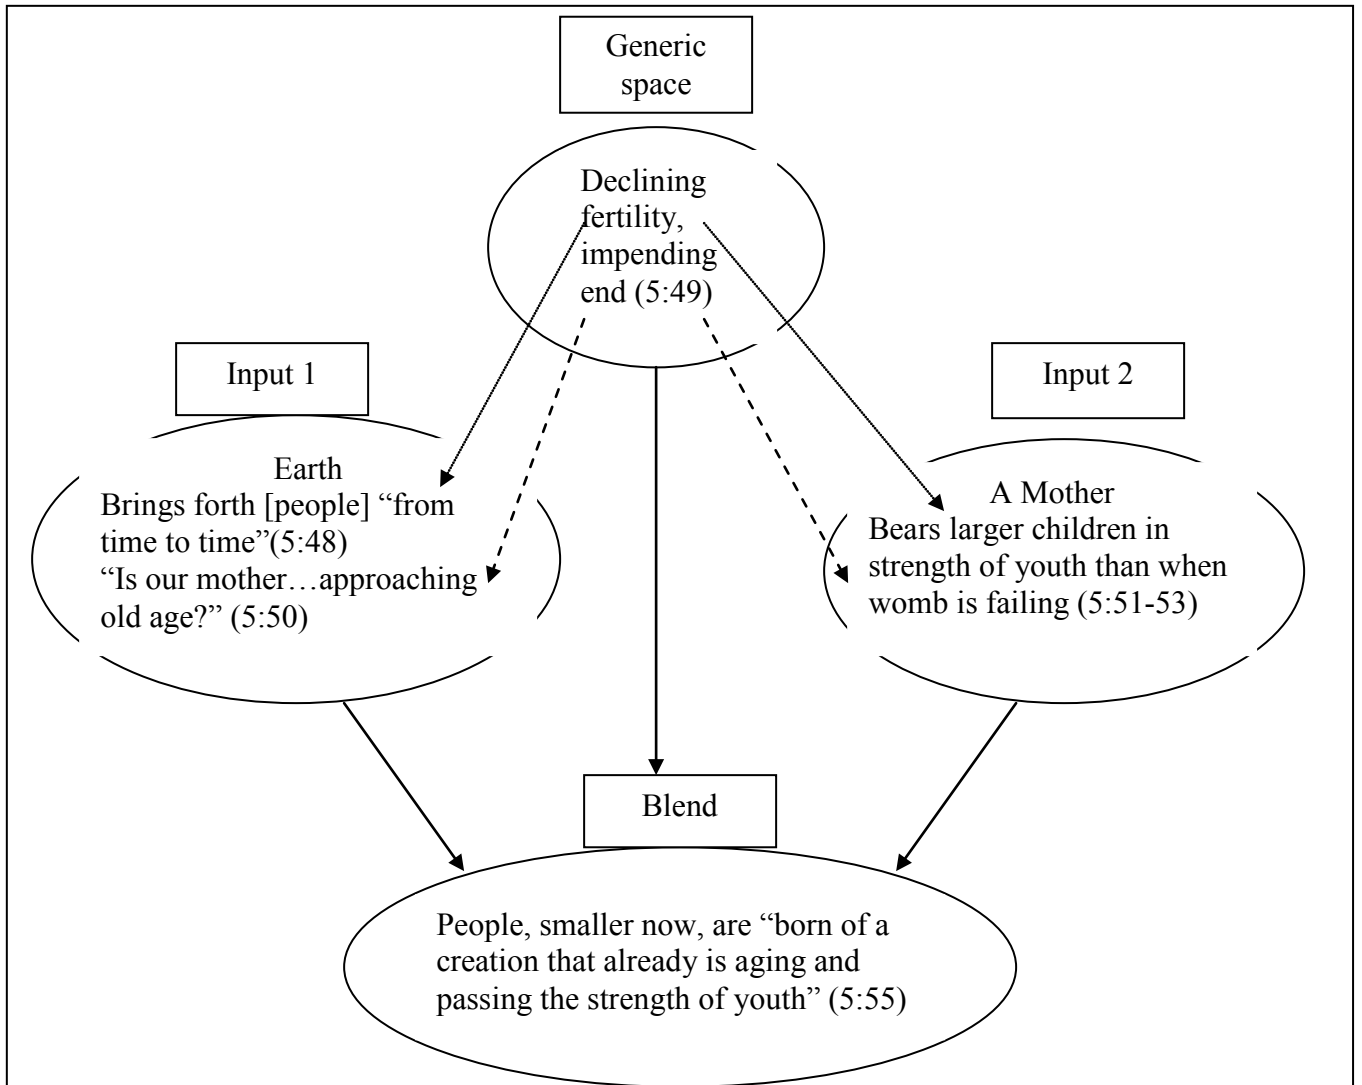 Generic
space
Declining
fertility,
impending
end (5:49)
Input 1
Input 2
Earth
Brings forth [people] “from
time to time”(5:48)
“Is our mother…approaching
old age?” (5:50)
A Mother
Bears larger children in
strength of youth than when
womb is failing (5:51-53)
Blend
People, smaller now, are “born of a
creation that already is aging and
passing the strength of youth” (5:55)